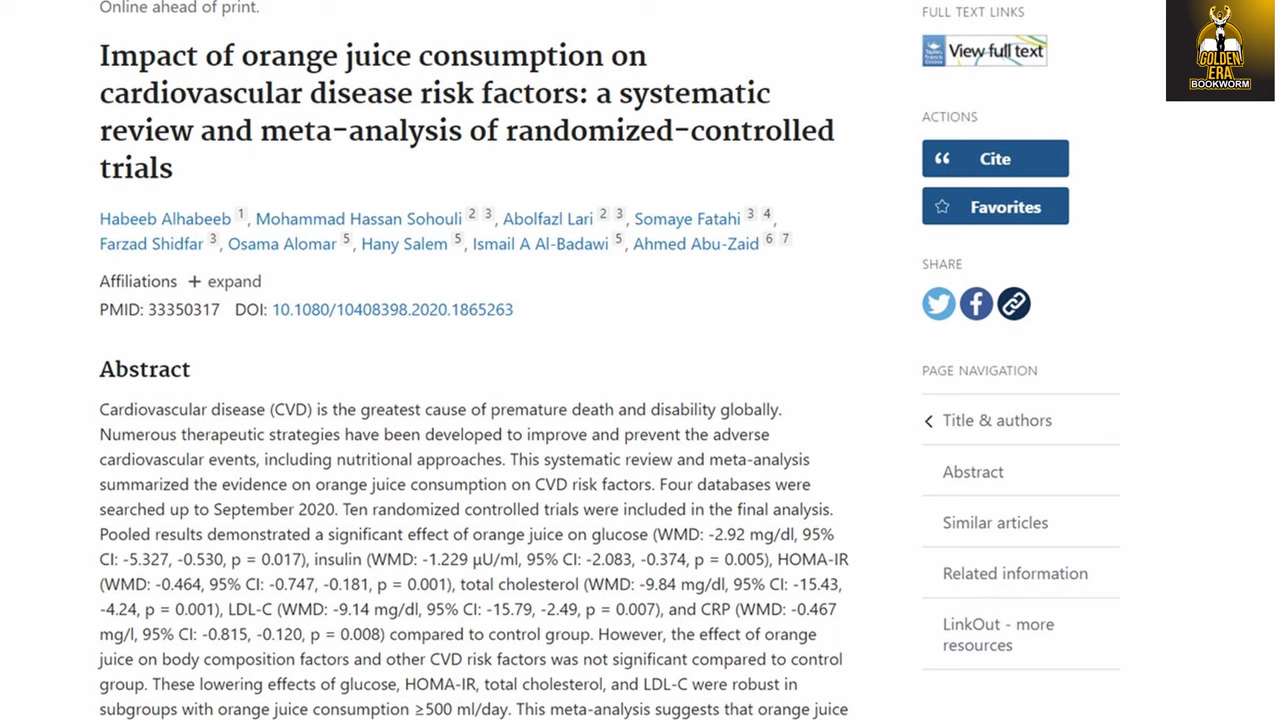 Online ahead of print.
Impact of orange juice consumption on
cardiovascular disease risk factors: a systematic
review and meta-analysis of randomized-controlled
trials
Habeeb Alhabeeb 1, Mohammad Hassan Sohouli 2 3, Abolfazl Lari 2 3, Somaye Fatahi 3 4,
Farzad Shidfar 3, Osama Alomar 5, Hany Salem 5, Ismail A Al-Badawi 5, Ahmed Abu-Zaid 6 7
Affiliations + expand
PMID: 33350317 DOI: 10.1080/10408398.2020.1865263
Abstract
Cardiovascular disease (CVD) is the greatest cause of premature death and disability globally.
Numerous therapeutic strategies have been developed to improve and prevent the adverse
cardiovascular events, including nutritional approaches. This systematic review and meta-analysis
summarized the evidence on orange juice consumption on CVD risk factors. Four databases were
searched up to September 2020. Ten randomized controlled trials were included in the final analysis.
Pooled results demonstrated a significant effect of orange juice on glucose (WMD: -2.92 mg/dl, 95%
CI: -5.327, -0.530, p = 0.017), insulin (WMD: -1.229 μU/ml, 95% CI: -2.083, -0.374, p = 0.005), HOMA-IR
(WMD: -0.464, 95% CI: -0.747, -0.181, p = 0.001), total cholesterol (WMD: -9.84 mg/dl, 95% CI: -15.43,
-4.24, p = 0.001), LDL-C (WMD: -9.14 mg/dl, 95% CI: -15.79, -2.49, p = 0.007), and CRP (WMD: -0.467
mg/l, 95% CI: -0.815, -0.120, p = 0.008) compared to control group. However, the effect of orange
juice on body composition factors and other CVD risk factors was not significant compared to control
group. These lowering effects of glucose, HOMA-IR, total cholesterol, and LDL-C were robust in
subgroups with orange juice consumption ≥500 ml/day. This meta-analysis suggests that orange juice
FULL TEXT LINKS
View full text
ACTIONS
Cite
Favorites
SHARE
PAGE NAVIGATION
Title & authors
Abstract
Similar articles
Related information
LinkOut - more
resources
GOLDEN
ERA
BOOKWORM